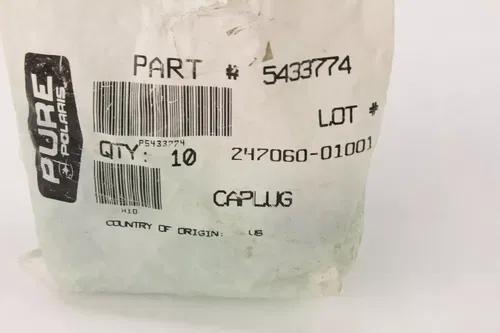 PURE
POLARIS
PART # 5433774
P5433774
LOT #
QTY: 10
247060-01001
CAPLUG
COUNTRY OF ORIGIN: US